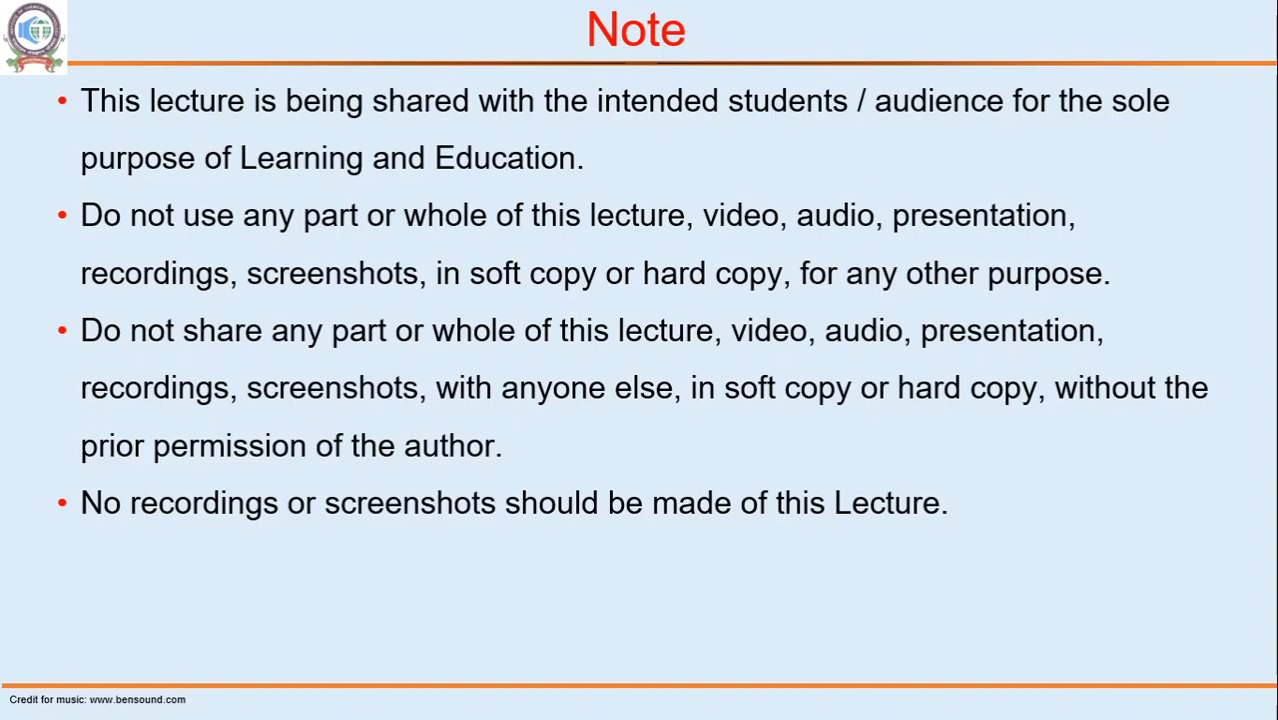 Note
• This lecture is being shared with the intended students / audience for the sole
purpose of Learning and Education.
• Do not use any part or whole of this lecture, video, audio, presentation,
recordings, screenshots, in soft copy or hard copy, for any other purpose.
• Do not share any part or whole of this lecture, video, audio, presentation,
recordings, screenshots, with anyone else, in soft copy or hard copy, without the
prior permission of the author.
• No recordings or screenshots should be made of this Lecture.
Credit for music: www.bensound.com